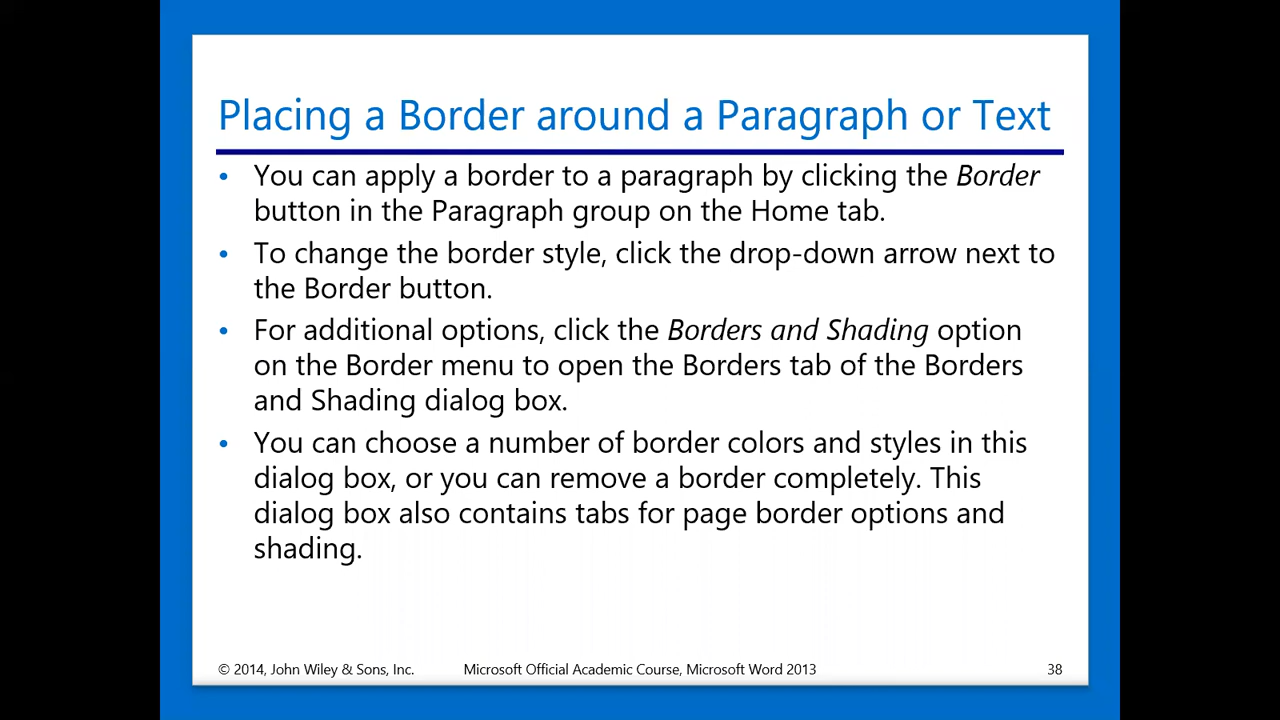 Placing a Border around a Paragraph or Text
• You can apply a border to a paragraph by clicking the Border
button in the Paragraph group on the Home tab.
• To change the border style, click the drop-down arrow next to
the Border button.
• For additional options, click the Borders and Shading option
on the Border menu to open the Borders tab of the Borders
and Shading dialog box.
• You can choose a number of border colors and styles in this
dialog box, or you can remove a border completely. This
dialog box also contains tabs for page border options and
shading.
© 2014, John Wiley & Sons, Inc. Microsoft Official Academic Course, Microsoft Word 2013 38